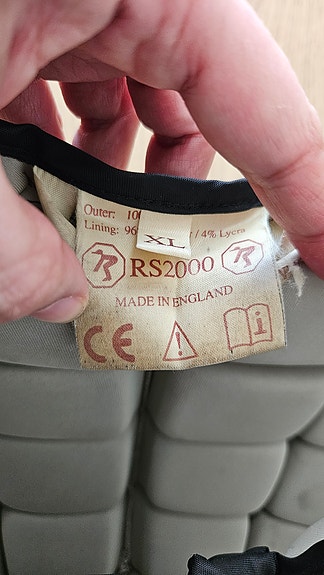 Outer: 10
Lining: 96 / 4% Lycra
XL
RS2000
MADE IN ENGLAND
CE